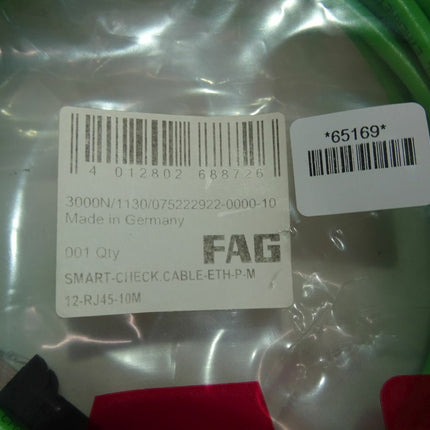 *65169*
4 012802 688726
3000N/1130/075222922-0000-10
Made in Germany
001 Qty
FAG
SMART-CHECK.CABLE-ETH-P-M
12-RJ45-10M